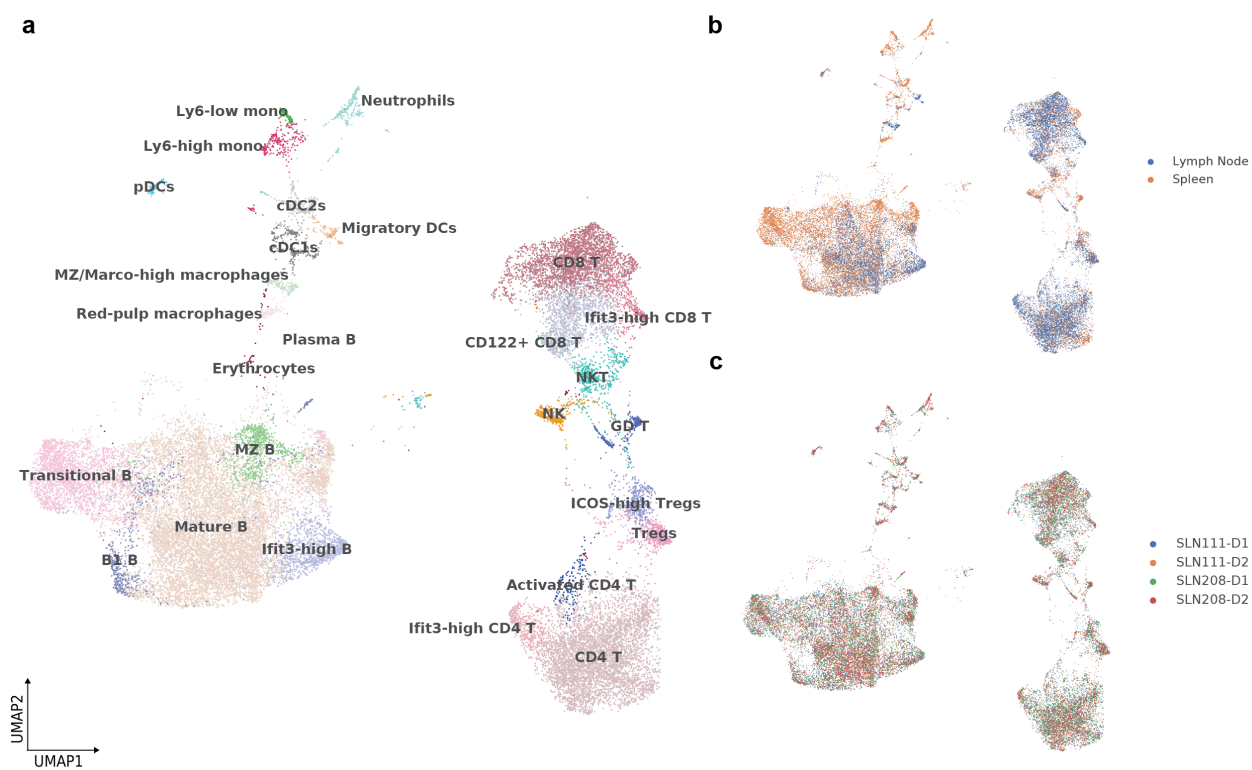 a
Ly6-low mono
Neutrophils
Ly6-high mono
pDCs
cDC2s
Migratory DCs
cDC1s
MZ/Marco-high macrophages
Red-pulp macrophages
Plasma B
Erythrocytes
CD8 T
Ifit3-high CD8 T
CD122+ CD8 T
NKT
NK
GD T
MZ B
Transitional B
Mature B
Ifit3-high B
B1 B
ICOS-high Tregs
Tregs
Activated CD4 T
Ifit3-high CD4 T
CD4 T
UMAP2
UMAP1
b
Lymph Node
Spleen
c
SLN111-D1
SLN111-D2
SLN208-D1
SLN208-D2